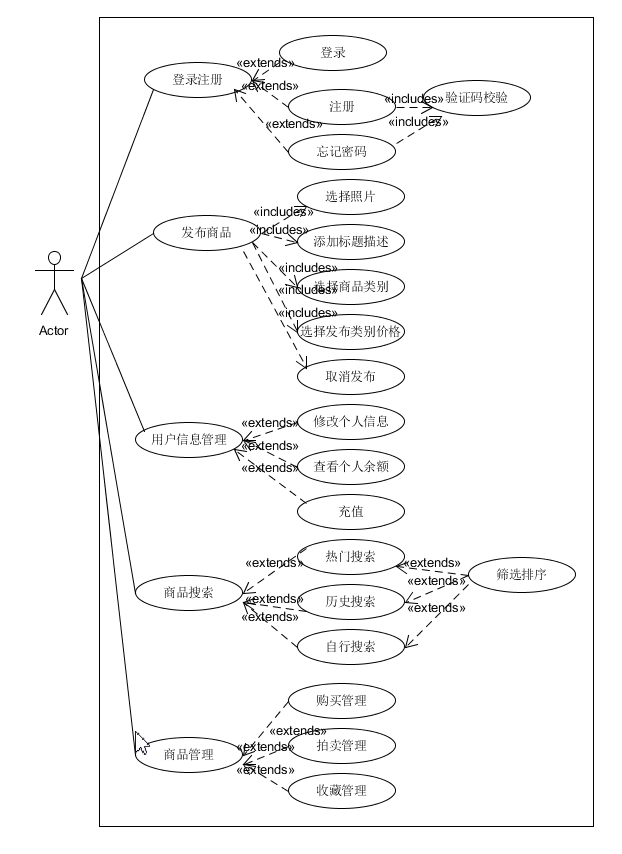 登录
«extends»
登录注册
«extends»
注册
«includes»
验证码校验
«extends»
«includes»
忘记密码
选择照片
«includes»
发布商品
«includes»
添加标题描述
«includes»
选择商品类别
«includes»
«includes»
选择发布类别价格
Actor
取消发布
«extends»
修改个人信息
用户信息管理
«extends»
«extends»
查看个人余额
充值
热门搜索
«extends»
«extends»
筛选排序
«extends»
商品搜索
«extends»
历史搜索
«extends»
«extends»
自行搜索
购买管理
«extends»
拍卖管理
«extends»
商品管理
«extends»
收藏管理